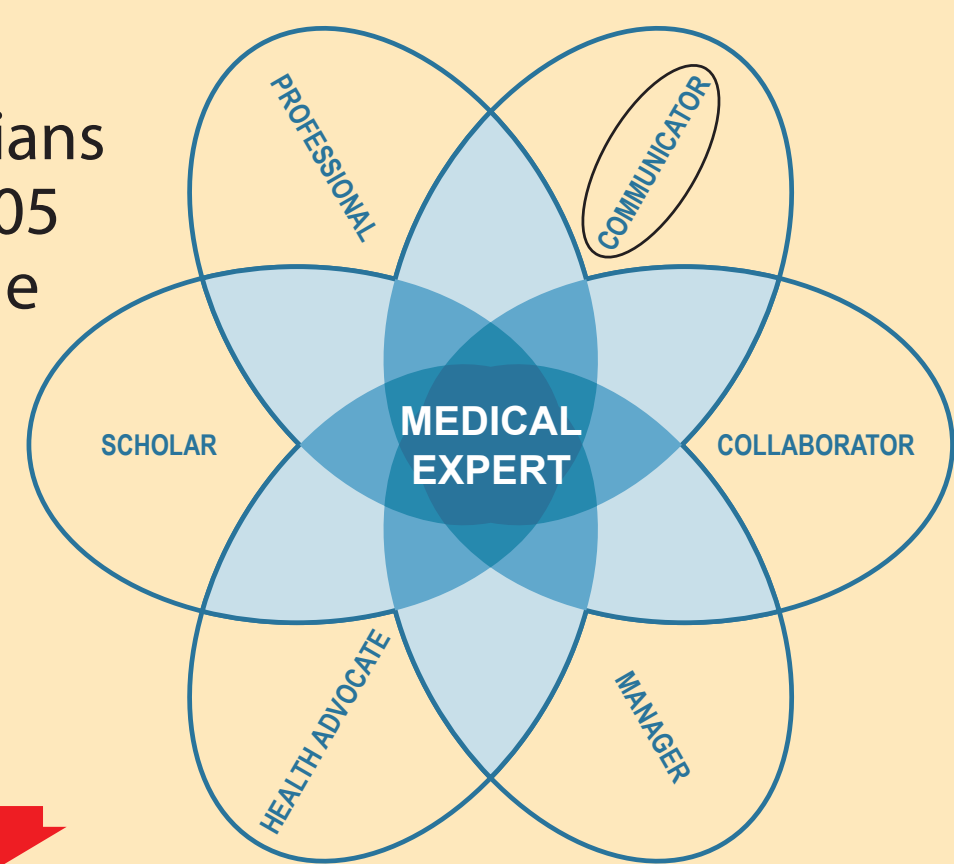 ians
05
e
PROFESSIONAL
COMMUNICATOR
SCHOLAR
MEDICAL
EXPERT
COLLABORATOR
HEALTH ADVOCATE
MANAGER